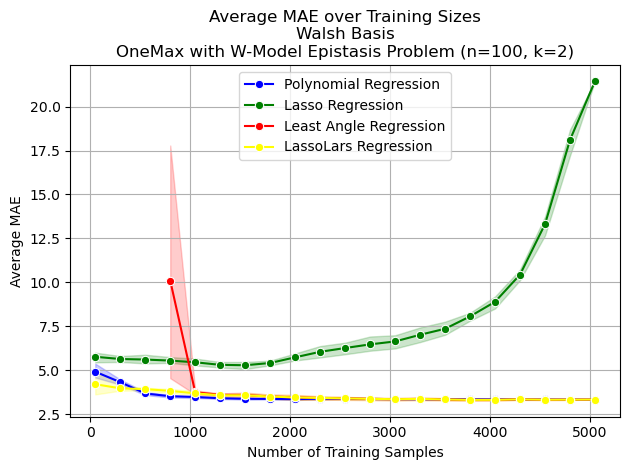 Average MAE over Training Sizes
Walsh Basis
OneMax with W-Model Epistasis Problem (n=100, k=2)
Polynomial Regression
Lasso Regression
Least Angle Regression
LassoLars Regression
Average MAE
20.0
17.5
15.0
12.5
10.0
7.5
5.0
2.5
0
1000
2000
3000
4000
5000
Number of Training Samples